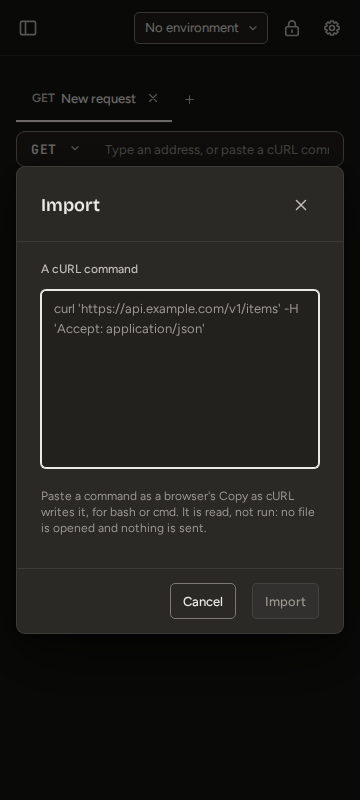 No environment
GET New request
GET Type an address, or paste a cURL com
Import
A cURL command
curl 'https://api.example.com/v1/items' -H
'Accept: application/json'
Paste a command as a browser's Copy as cURL
writes it, for bash or cmd. It is read, not run: no file
is opened and nothing is sent.
Cancel Import